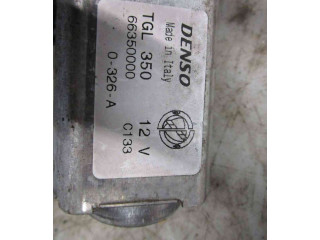 DENSO
Made in Italy
TGL 350 12 V
66350000 C133
0-326-A